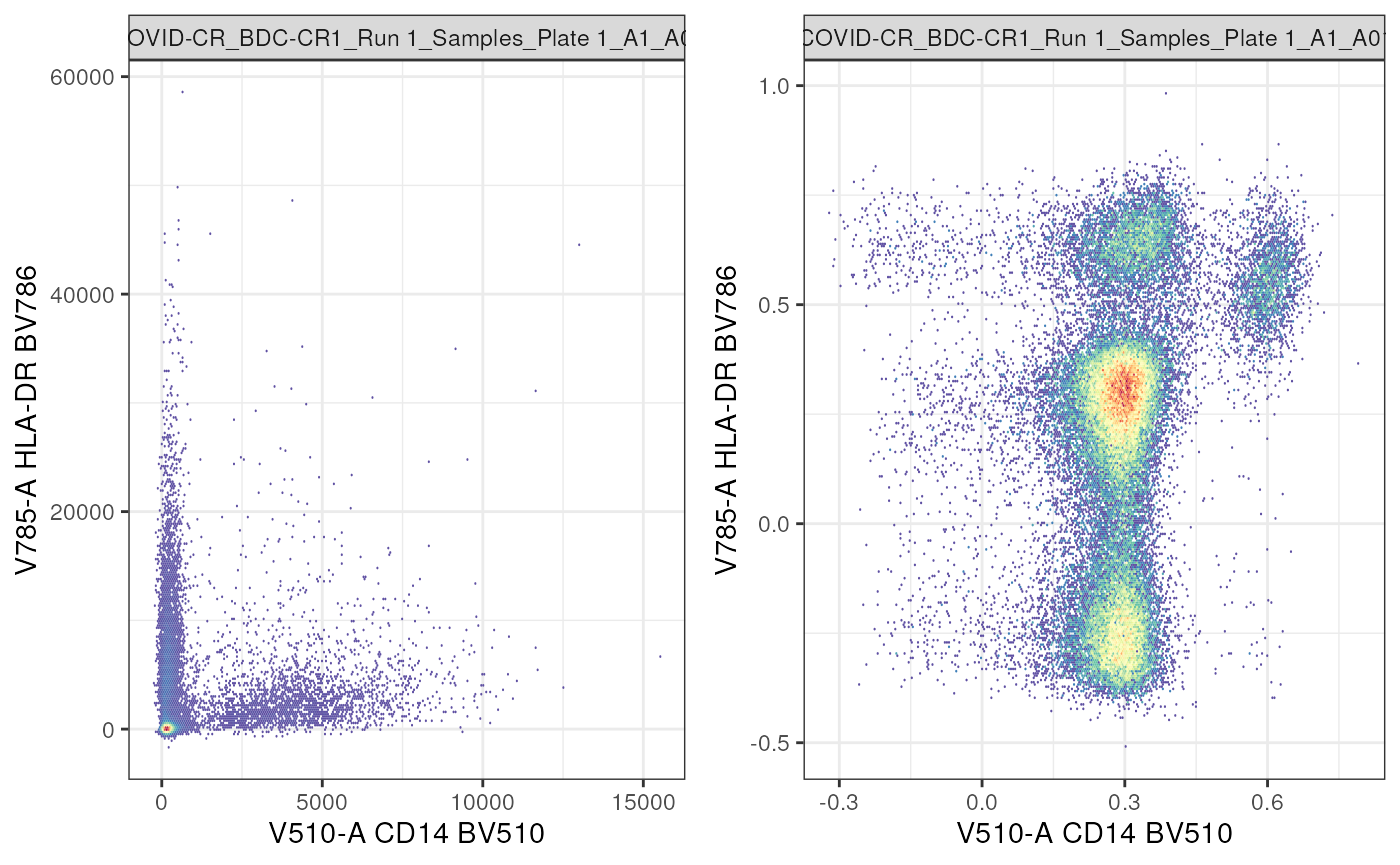 OVID-CR_BDC-CR1_Run 1_Samples_Plate 1_A1_A0
60000
40000
20000
0
V785-A HLA-DR BV786
0
5000
10000
15000
V510-A CD14 BV510
COVID-CR_BDC-CR1_Run 1_Samples_Plate 1_A1_A0
1.0
0.5
0.0
-0.5
V785-A HLA-DR BV786
-0.3
0.0
0.3
0.6
V510-A CD14 BV510